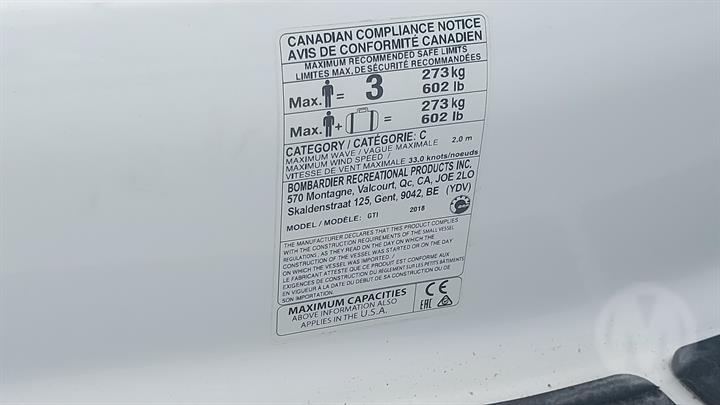 CANADIAN COMPLIANCE NOTICE
AVIS DE CONFORMITÉ CANADIEN
MAXIMUM RECOMMENDED SAFE LIMITS
LIMITES MAX. DE SÉCURITÉ RECOMMANDÉES
Max. = 3 273 kg
602 lb
Max. + = 273 kg
602 lb
CATEGORY / CATÉGORIE: C
MAXIMUM WAVE / VAGUE MAXIMALE 2.0 m
MAXIMUM WIND SPEED /
VITESSE DE VENT MAXIMALE 33.0 knots/noeuds
BOMBARDIER RECREATIONAL PRODUCTS INC.
570 Montagne, Valcourt, Qc, CA, JOE 2LO
Skaldenstraat 125, Gent, 9042, BE (YDV)
MODEL / MODÈLE: GTI 2018
THE MANUFACTURER DECLARES THAT THIS PRODUCT COMPLIES
WITH THE CONSTRUCTION REQUIREMENTS OF THE SMALL VESSEL
REGULATIONS, AS THEY READ ON THE DAY ON WHICH THE
CONSTRUCTION OF THE VESSEL WAS STARTED OR ON THE DAY
ON WHICH THE VESSEL WAS IMPORTED. /
LE FABRICANT ATTESTE QUE CE PRODUIT EST CONFORME AUX
EXIGENCES DE CONSTRUCTION DU RÈGLEMENT SUR LES PETITS BÂTIMENTS
EN VIGUEUR À LA DATE DU DÉBUT DE SA CONSTRUCTION OU DE
SON IMPORTATION.
MAXIMUM CAPACITIES
ABOVE INFORMATION ALSO
APPLIES IN THE U.S.A.
CE
EAC
M